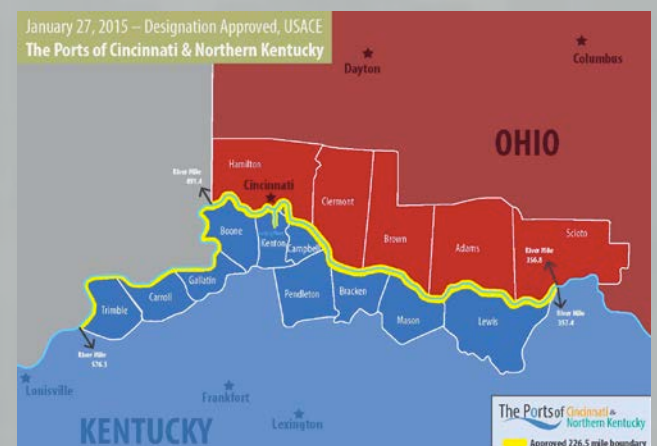 January 27, 2015 – Designation Approved, USACE
The Ports of Cincinnati & Northern Kentucky
Columbus
Dayton
OHIO
Hamilton
River Mile
491.4
Cincinnati
Clermont
Boone
Kenton
Campbell
Brown
Adams
Scioto
River Mile
356.8
Gallatin
Carroll
Trimble
Pendleton
Bracken
Mason
Lewis
River Mile
357.4
River Mile
576.5
Louisville
Frankfort
Lexington
KENTUCKY
The Ports of Cincinnati &
Northern Kentucky
Approved 226.5 mile boundary